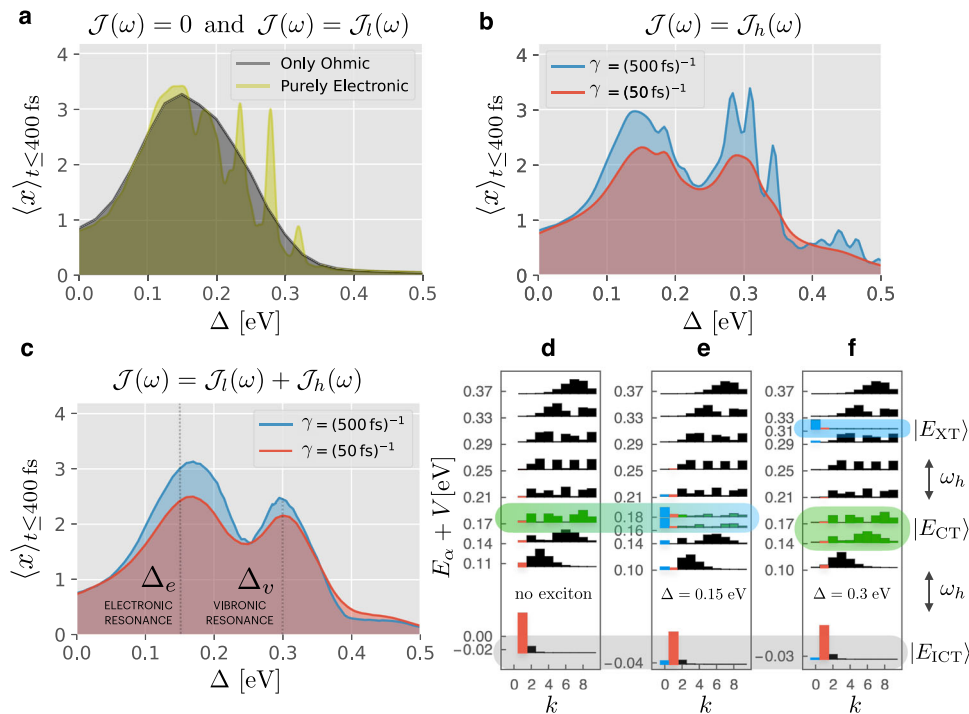 a
𝒥(ω) = 0 and 𝒥(ω) = 𝒥_l(ω)
Only Ohmic
Purely Electronic
⟨x⟩_{t≤400 fs}
4
3
2
1
0
0.0 0.1 0.2 0.3 0.4 0.5
Δ [eV]
b
𝒥(ω) = 𝒥_h(ω)
γ = (500 fs)⁻¹
γ = (50 fs)⁻¹
⟨x⟩_{t≤400 fs}
4
3
2
1
0
0.0 0.1 0.2 0.3 0.4 0.5
Δ [eV]
c
𝒥(ω) = 𝒥_l(ω) + 𝒥_h(ω)
γ = (500 fs)⁻¹
γ = (50 fs)⁻¹
⟨x⟩_{t≤400 fs}
4
3
2
1
0
Δ_e
ELECTRONIC
RESONANCE
Δ_v
VIBRONIC
RESONANCE
0.0 0.1 0.2 0.3 0.4 0.5
Δ [eV]
d
E_α + V [eV]
0.37
0.33
0.29
0.25
0.21
0.17
0.14
0.11
no exciton
0.00
−0.02
0 2 4 6 8
k
e
0.37
0.33
0.29
0.25
0.21
0.18
0.16
0.14
0.10
Δ = 0.15 eV
−0.04
0 2 4 6 8
k
f
0.37
0.33
0.31
0.29
0.25
0.21
0.17
0.14
0.10
Δ = 0.3 eV
−0.03
0 2 4 6 8
k
|E_XT⟩
ω_h
|E_CT⟩
ω_h
|E_ICT⟩